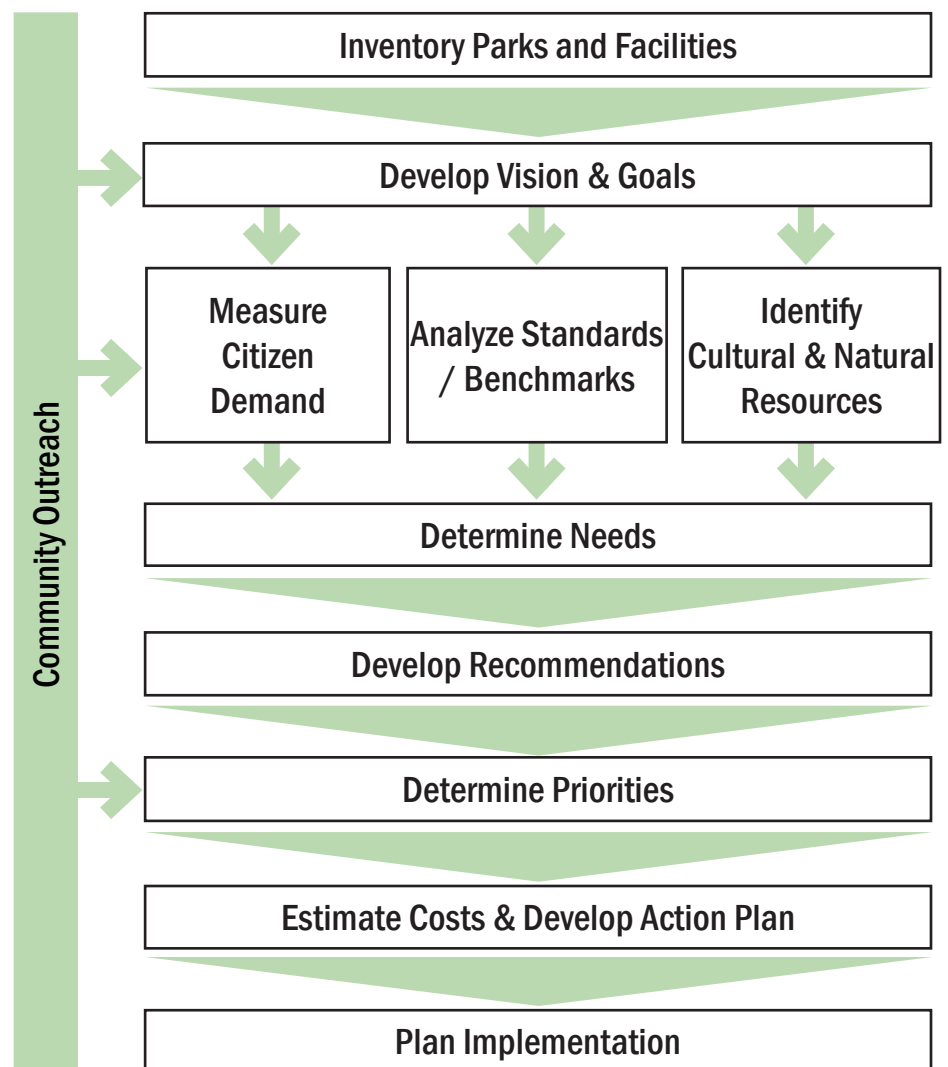 Inventory Parks and Facilities
Develop Vision & Goals
Measure
Citizen
Demand
Analyze Standards
/ Benchmarks
Identify
Cultural & Natural
Resources
Determine Needs
Develop Recommendations
Determine Priorities
Estimate Costs & Develop Action Plan
Plan Implementation
Community Outreach